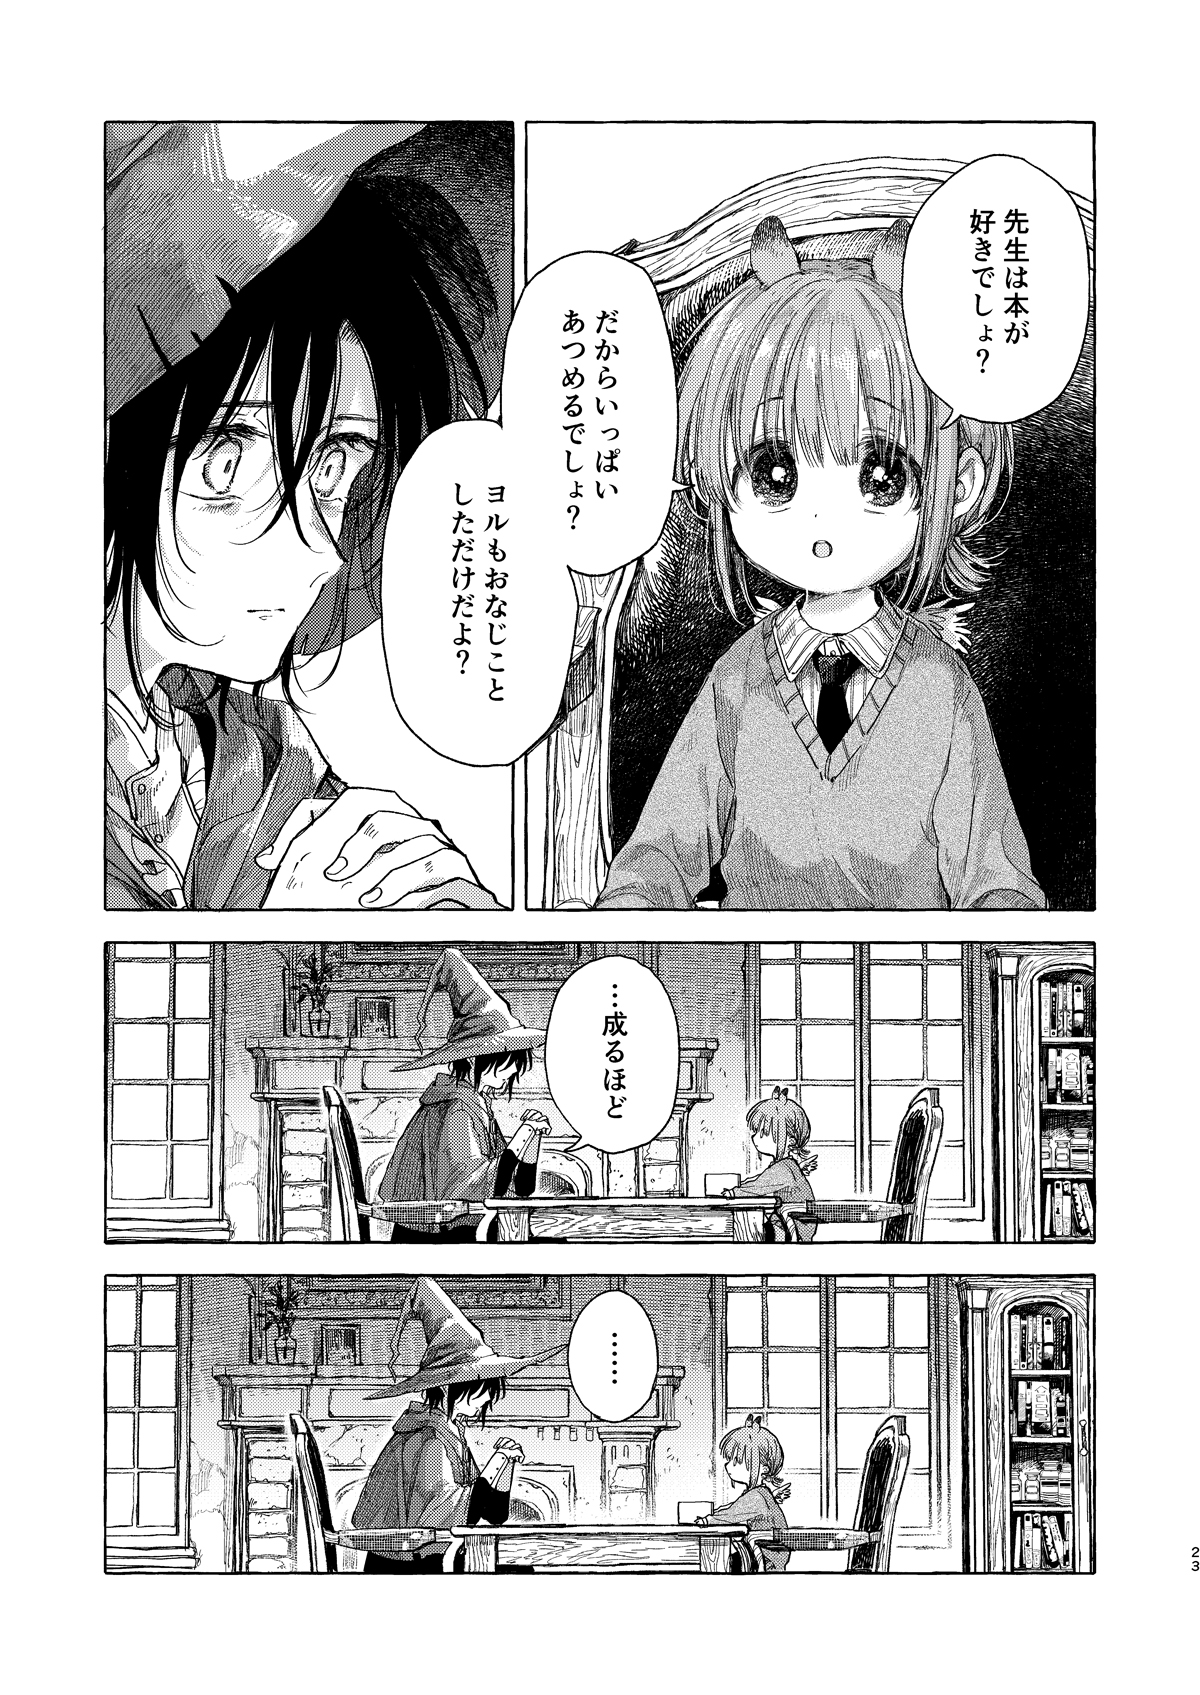 先生は本が
好きでしょ?
だからいっぱい
あつめるでしょ?
ヨルもおなじこと
しただけだよ?
…成るほど
……
23